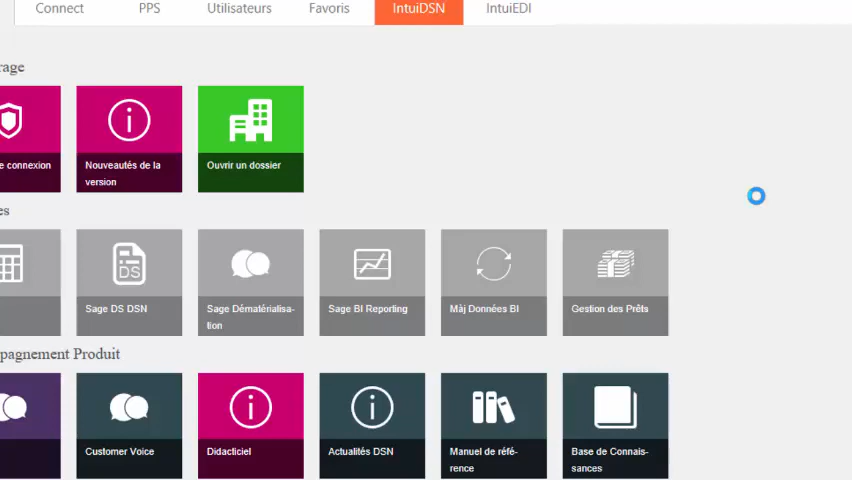 Connect PPS Utilisateurs Favoris IntuiDSN IntuiEDI
rage
e connexion
Nouveautés de la
version
Ouvrir un dossier
es
DS
Sage DS DSN
Sage Dématérialisa-
tion
Sage BI Reporting
Màj Données BI
Gestion des Prêts
pagnement Produit
Customer Voice
Didacticiel
Actualités DSN
Manuel de réfé-
rence
Base de Connais-
sances